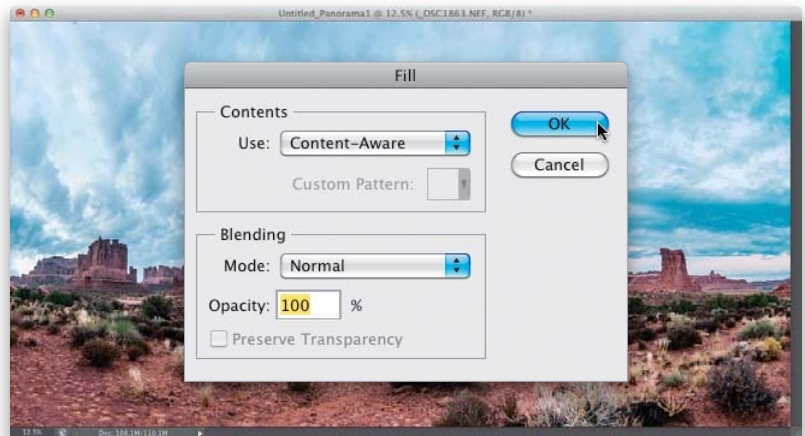 Untitled_Panorama1 @ 12.5% (_DSC1863.NEF, RGB/8) *
Fill
Contents
Use: Content-Aware
Custom Pattern:
OK
Cancel
Blending
Mode: Normal
Opacity: 100 %
Preserve Transparency
12.5% Doc: 108.1M/110.1M